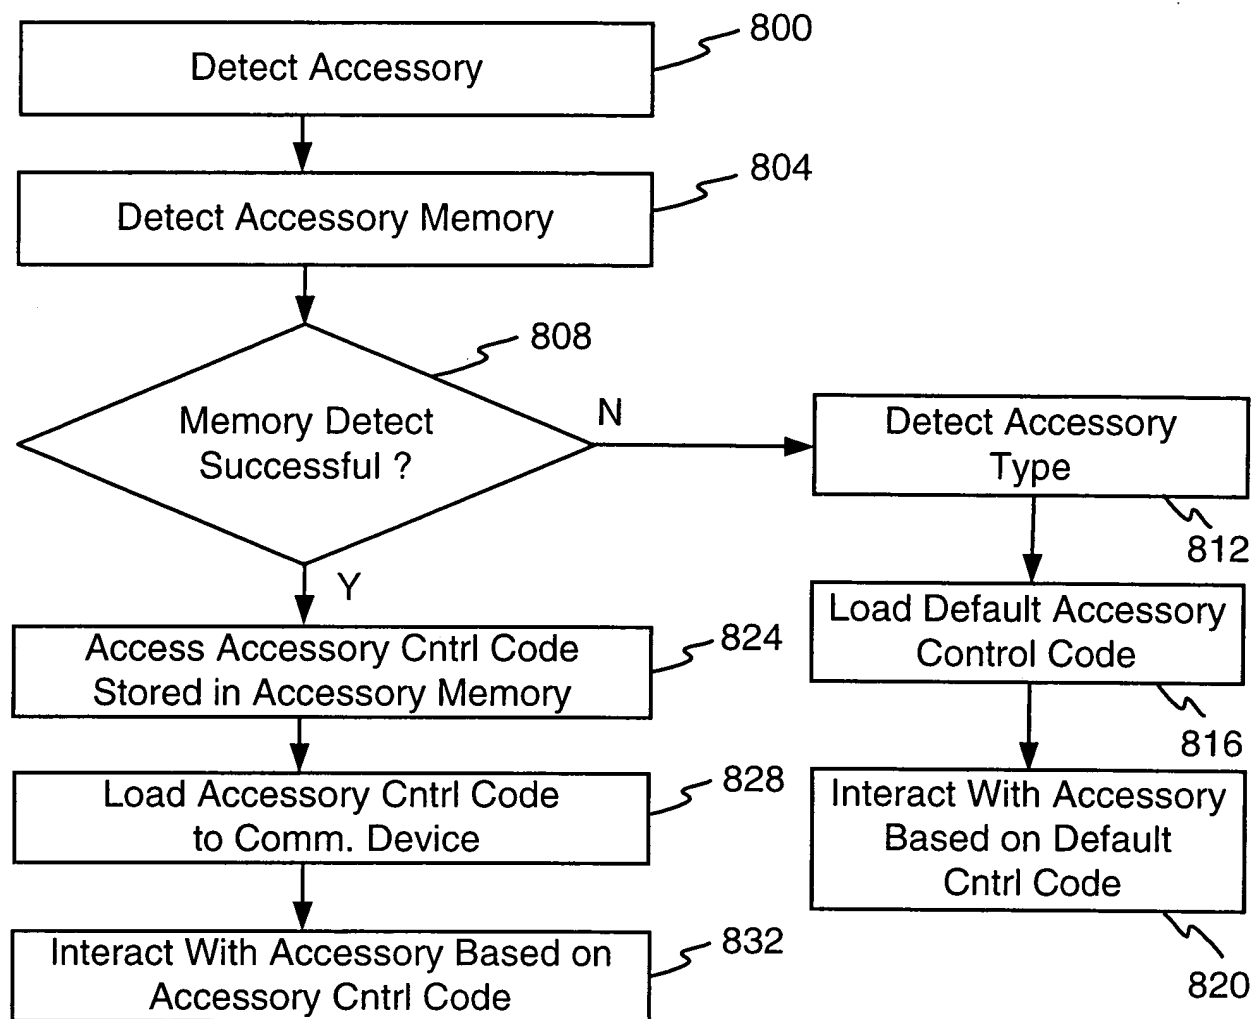 Detect Accessory
800
Detect Accessory Memory
804
Memory Detect
Successful ?
808
N
Y
Detect Accessory
Type
812
Load Default Accessory
Control Code
816
Interact With Accessory
Based on Default
Cntrl Code
820
Access Accessory Cntrl Code
Stored in Accessory Memory
824
Load Accessory Cntrl Code
to Comm. Device
828
Interact With Accessory Based on
Accessory Cntrl Code
832